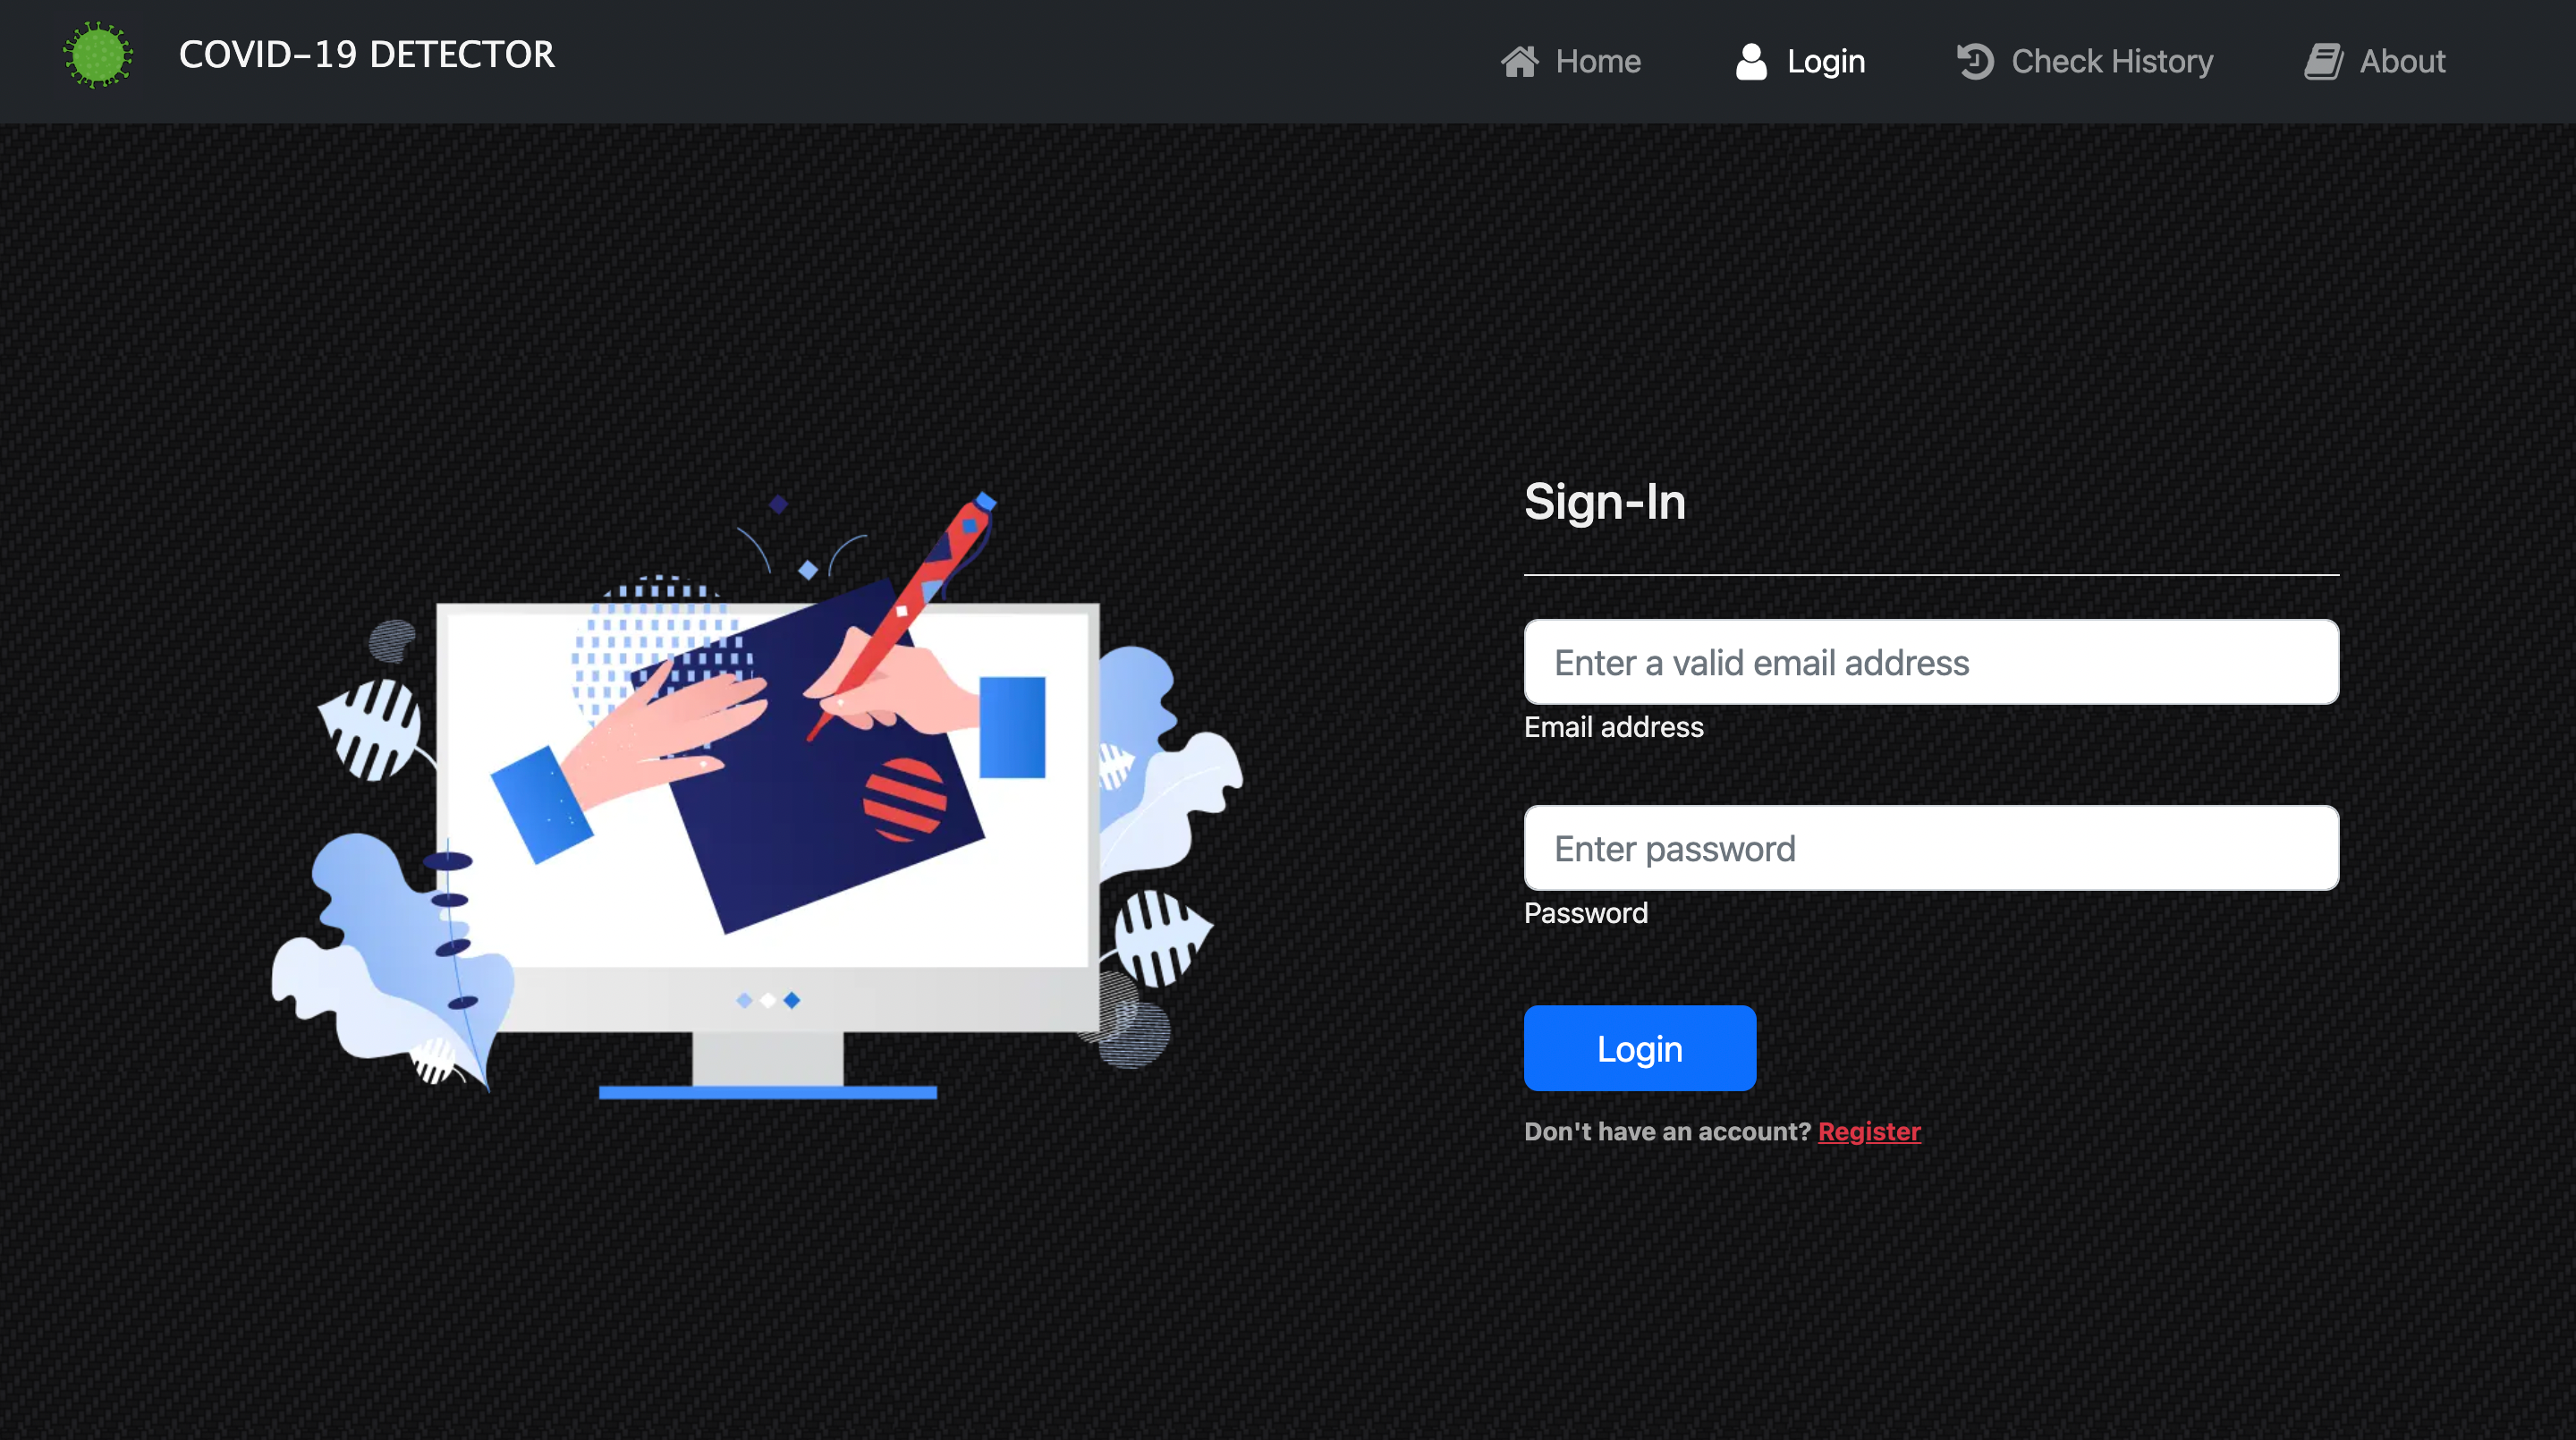 COVID-19 DETECTOR
Home
Login
Check History
About
Sign-In
Enter a valid email address
Email address
Enter password
Password
Login
Don't have an account? Register